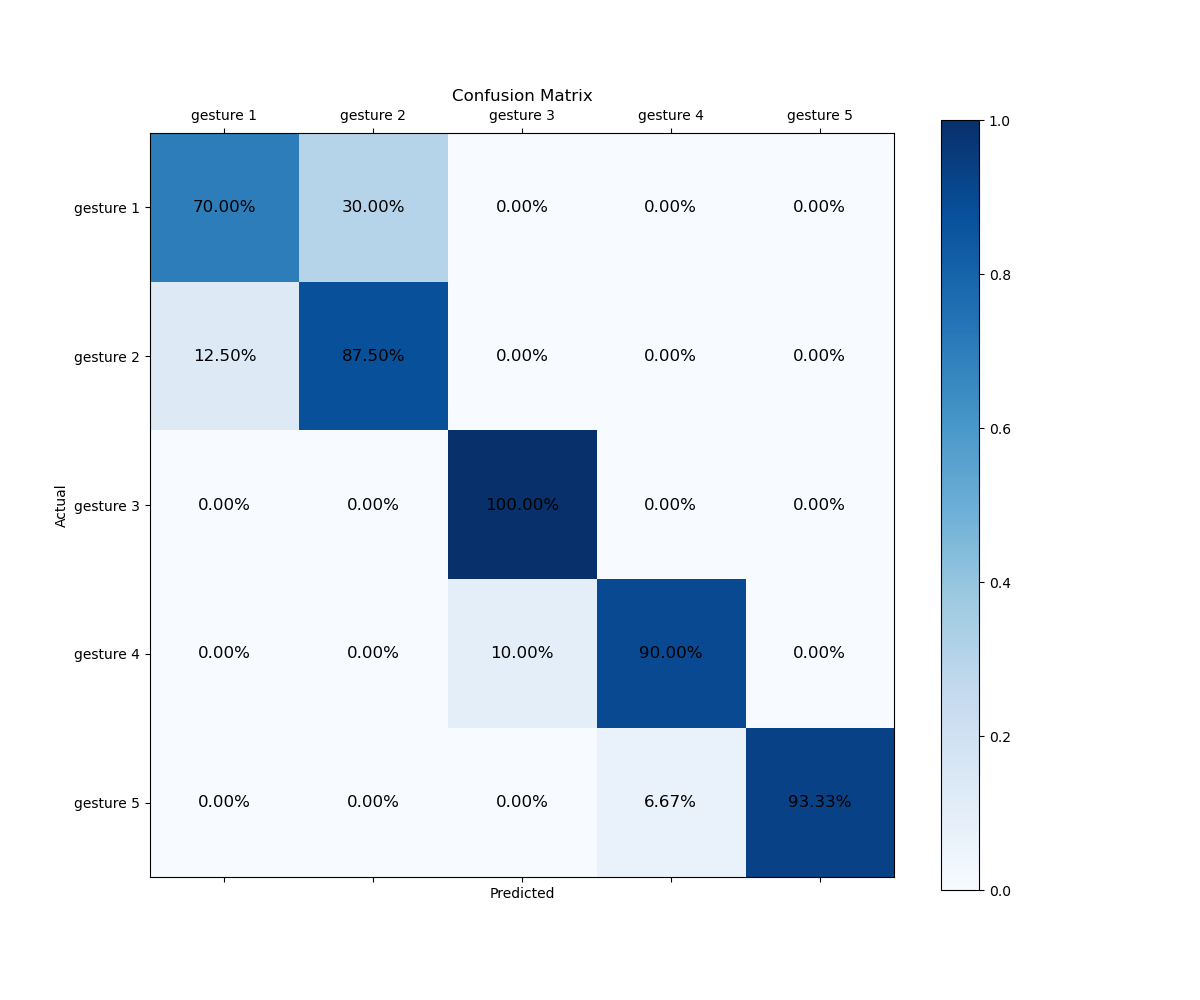 Confusion Matrix
gesture 1 gesture 2 gesture 3 gesture 4 gesture 5
gesture 1 70.00% 30.00% 0.00% 0.00% 0.00%
gesture 2 12.50% 87.50% 0.00% 0.00% 0.00%
gesture 3 0.00% 0.00% 100.00% 0.00% 0.00%
gesture 4 0.00% 0.00% 10.00% 90.00% 0.00%
gesture 5 0.00% 0.00% 0.00% 6.67% 93.33%
Actual
Predicted
1.0
0.8
0.6
0.4
0.2
0.0